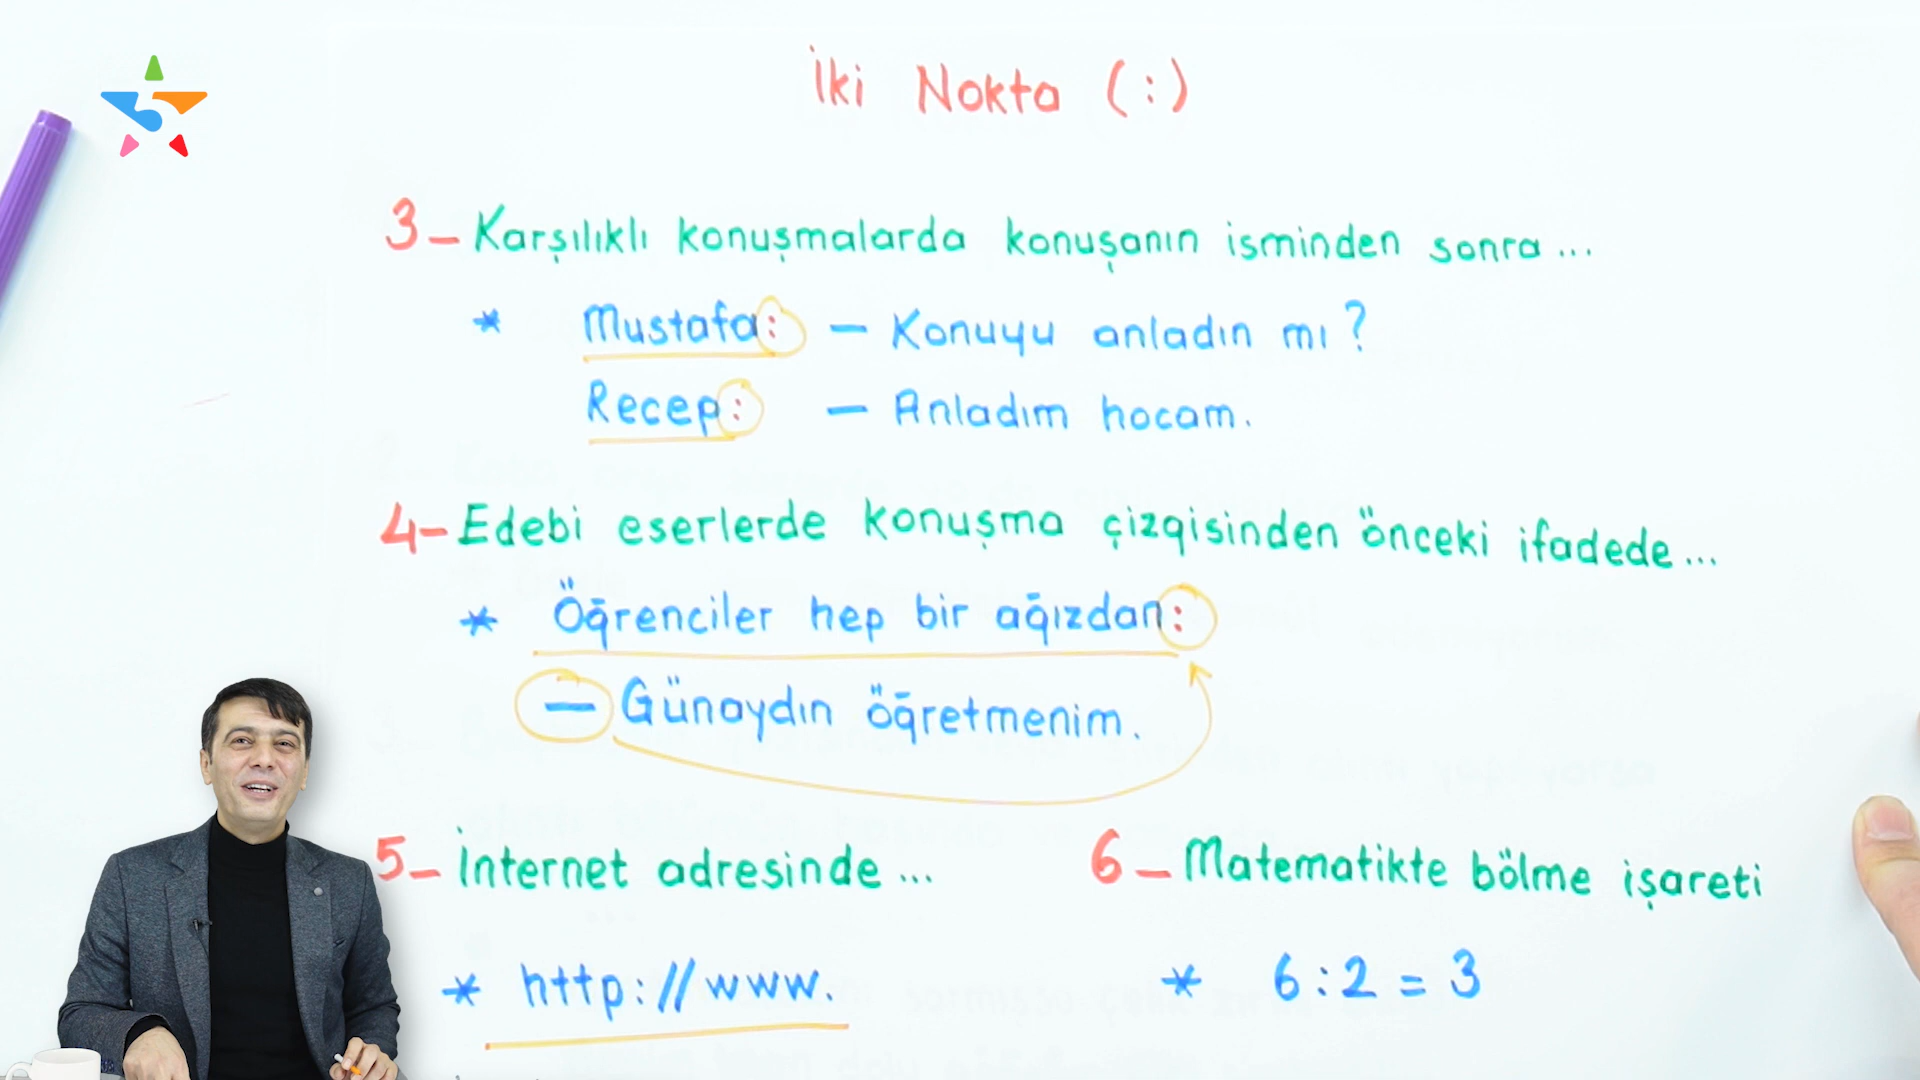 İki Nokta (:)
3- Karşılıklı konuşmalarda konuşanın isminden sonra...
* Mustafa: — Konuyu anladın mı?
Recep: — Anladım hocam.
4- Edebi eserlerde konuşma çizgisinden önceki ifadede...
* Öğrenciler hep bir ağızdan:
— Günaydın öğretmenim.
5- İnternet adresinde...
* http://www.
6- Matematikte bölme işareti
* 6:2=3